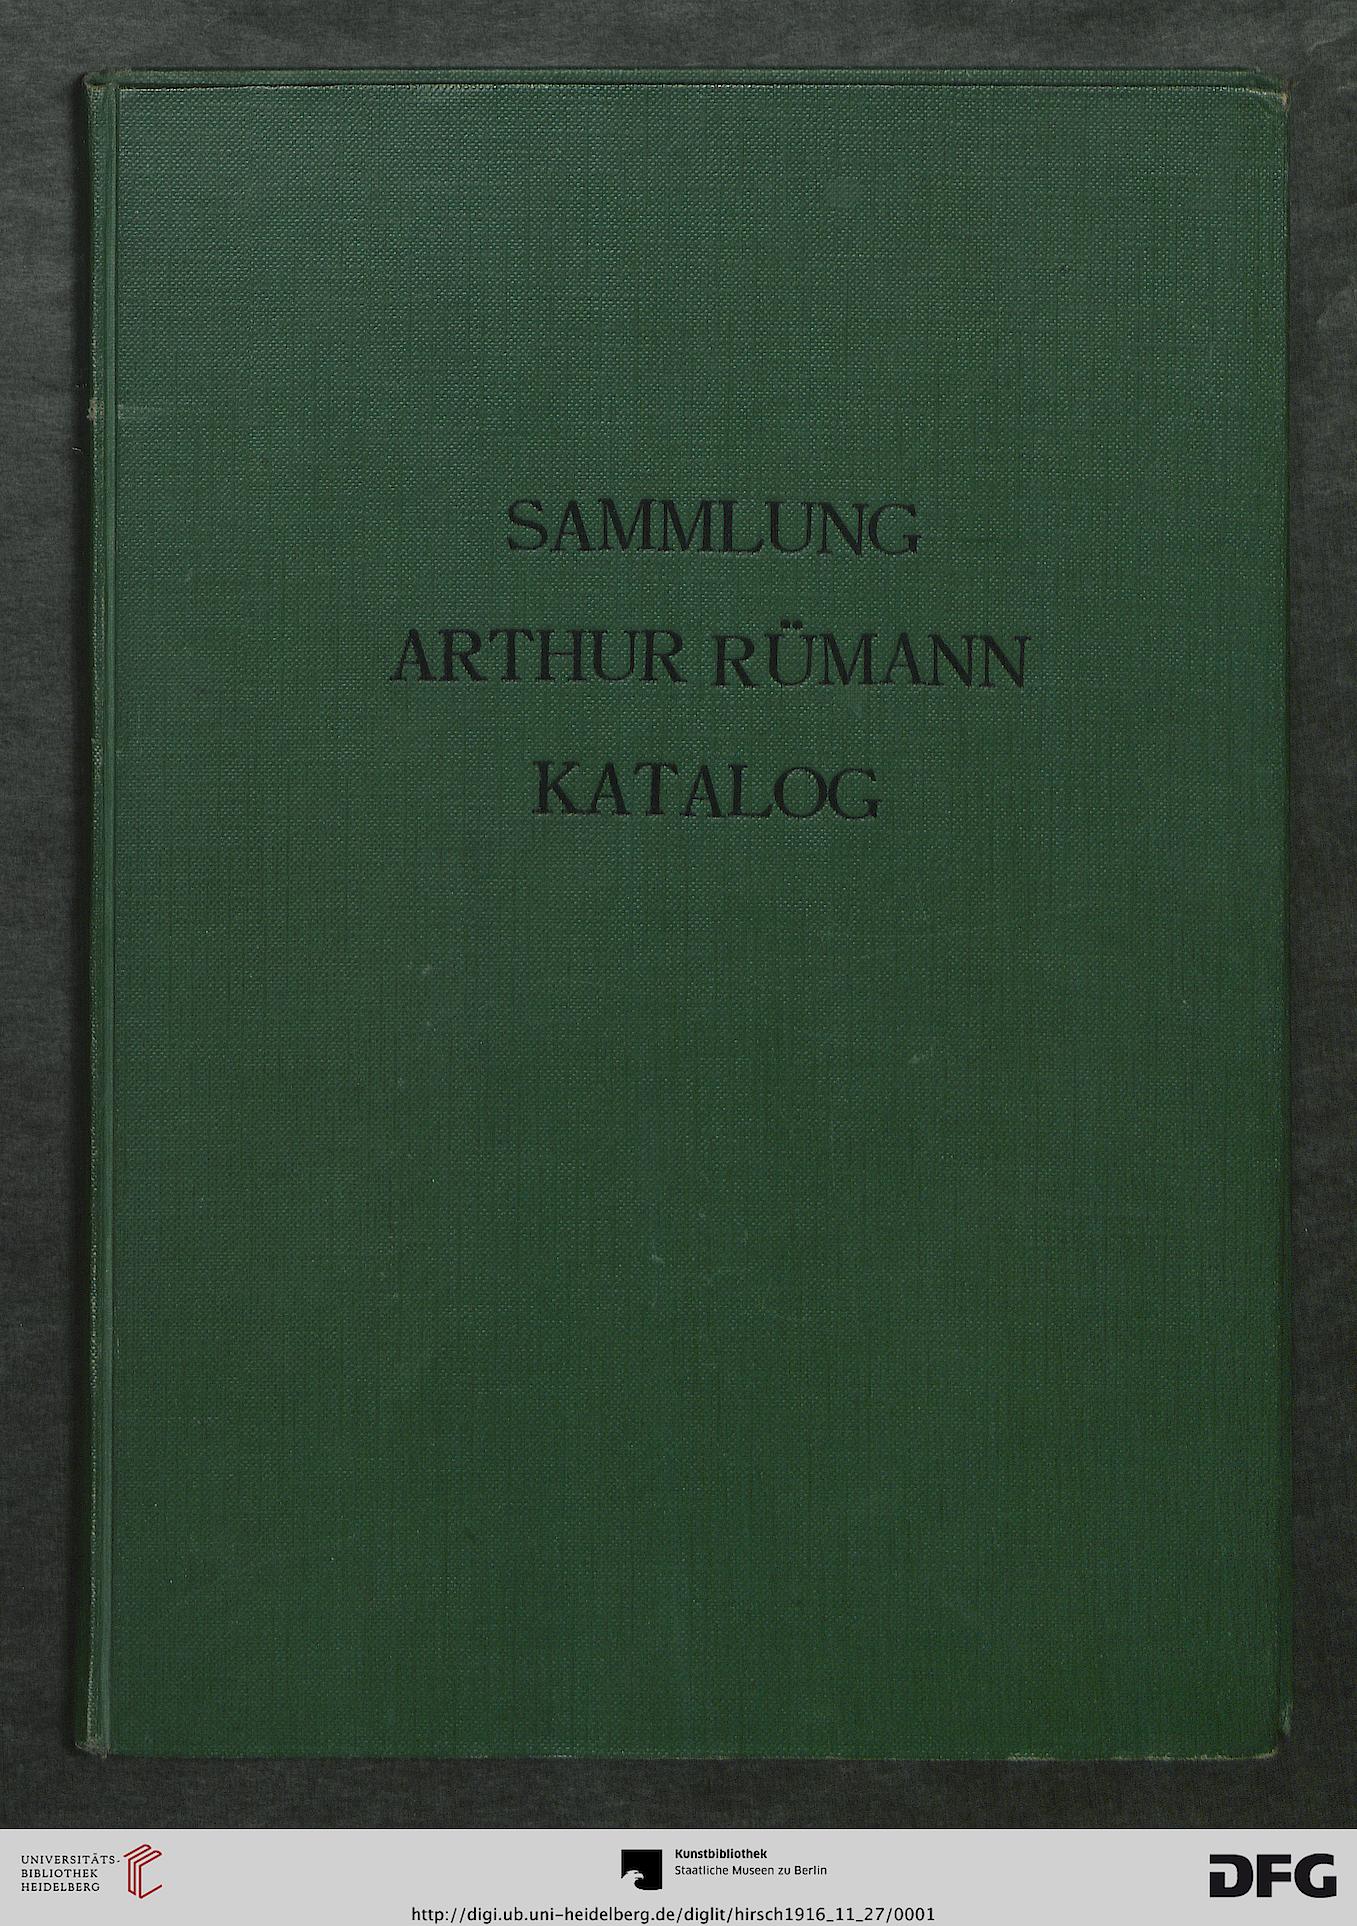 SAMMLUNG
ARTHUR RÜMANN
KATALOG
UNIVERSITÄTS-
BIBLIOTHEK
HEIDELBERG
Kunstbibliothek
Staatliche Museen zu Berlin
DFG
http://digi.ub.uni-heidelberg.de/diglit/hirsch1916_11_27/0001